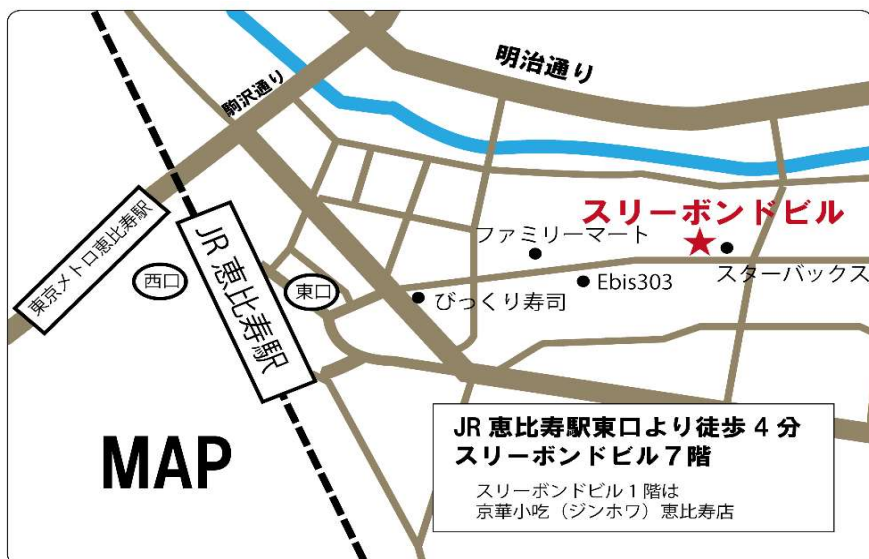 明治通り
駒沢通り
スリーボンドビル
ファミリーマート
スターバックス
東京メトロ恵比寿駅
西口
JR 恵比寿駅
東口
びっくり寿司
Ebis303
MAP
JR 恵比寿駅東口より徒歩 4 分
スリーボンドビル 7 階
スリーボンドビル 1 階は
京華小吃（ジンホワ）恵比寿店